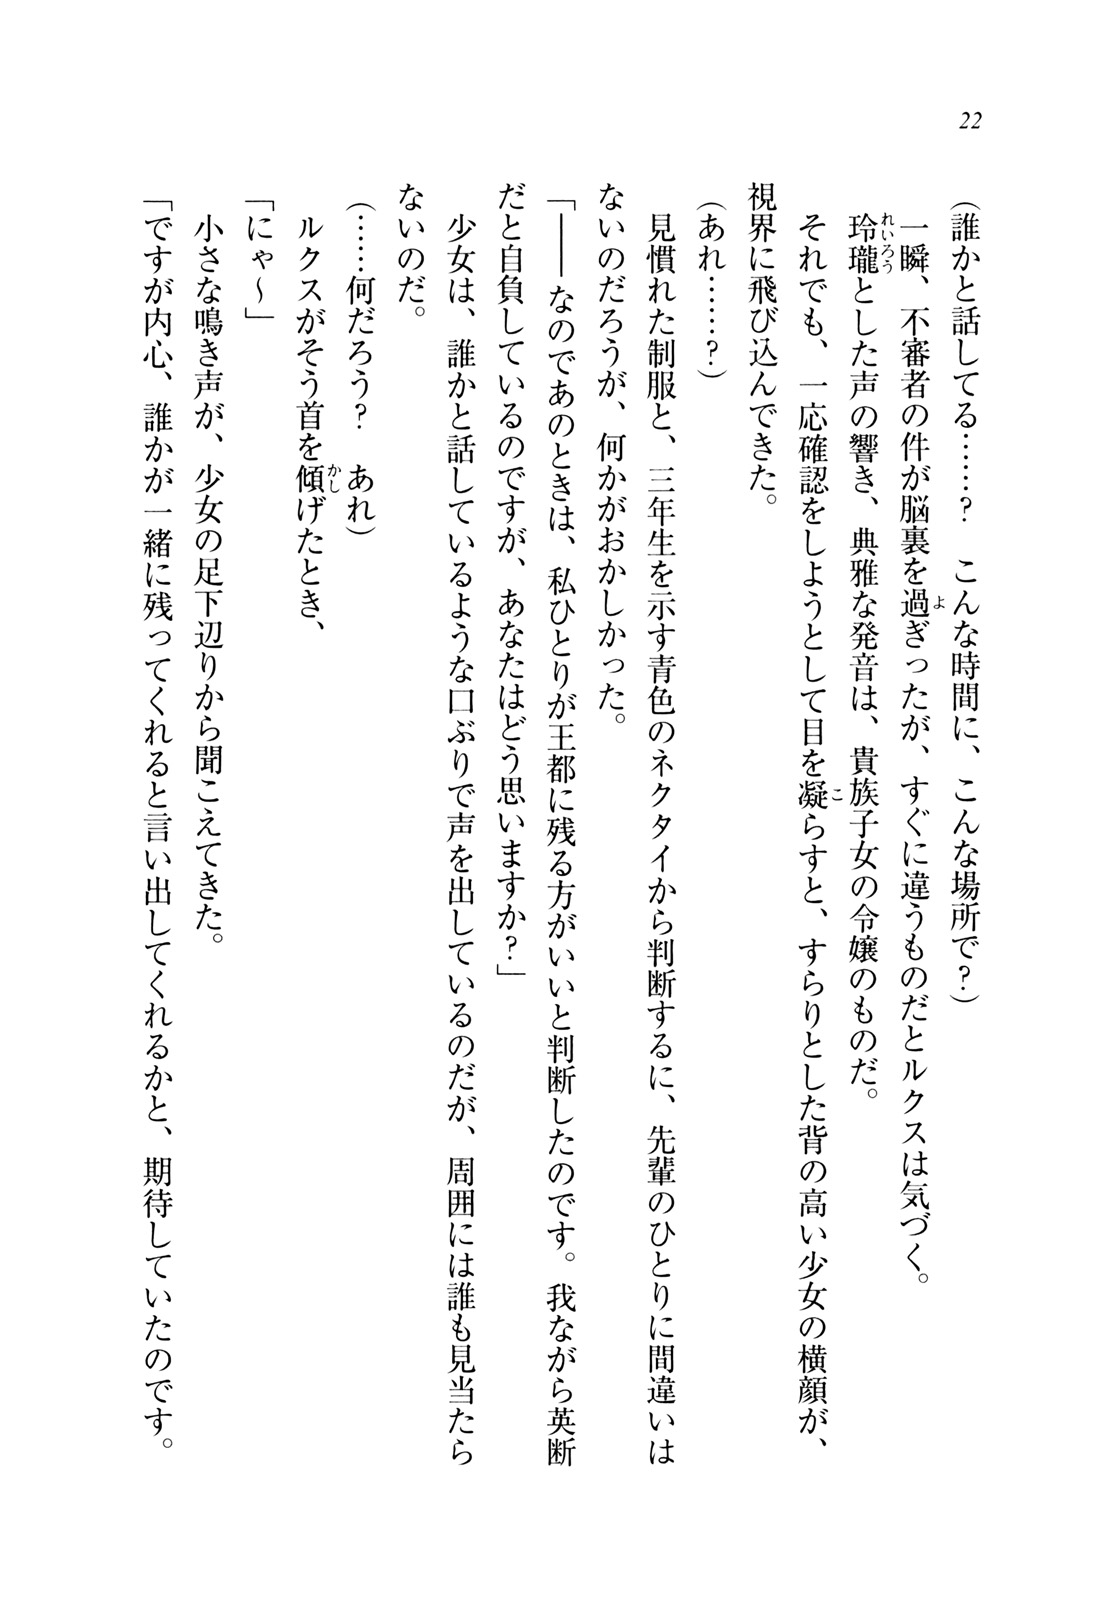 22
（誰かと話してる……？　こんな時間に、こんな場所で？）
　一瞬、不審者の件が脳裏を過ぎったが、すぐに違うものだとルクスは気づく。
　玲瓏とした声の響き、典雅な発音は、貴族子女の令嬢のものだ。
　それでも、一応確認をしようとして目を凝らすと、すらりとした背の高い少女の横顔が、
視界に飛び込んできた。
（あれ……？）
　見慣れた制服と、三年生を示す青色のネクタイから判断するに、先輩のひとりに間違いは
ないのだろうが、何かがおかしかった。
「――なのであのときは、私ひとりが王都に残る方がいいと判断したのです。我ながら英断
だと自負しているのですが、あなたはどう思いますか？」
　少女は、誰かと話しているような口ぶりで声を出しているのだが、周囲には誰も見当たら
ないのだ。
（……何だろう？　あれ）
　ルクスがそう首を傾げたとき、
「にゃ～」
　小さな鳴き声が、少女の足下辺りから聞こえてきた。
「ですが内心、誰かが一緒に残ってくれると言い出してくれるかと、期待していたのです。